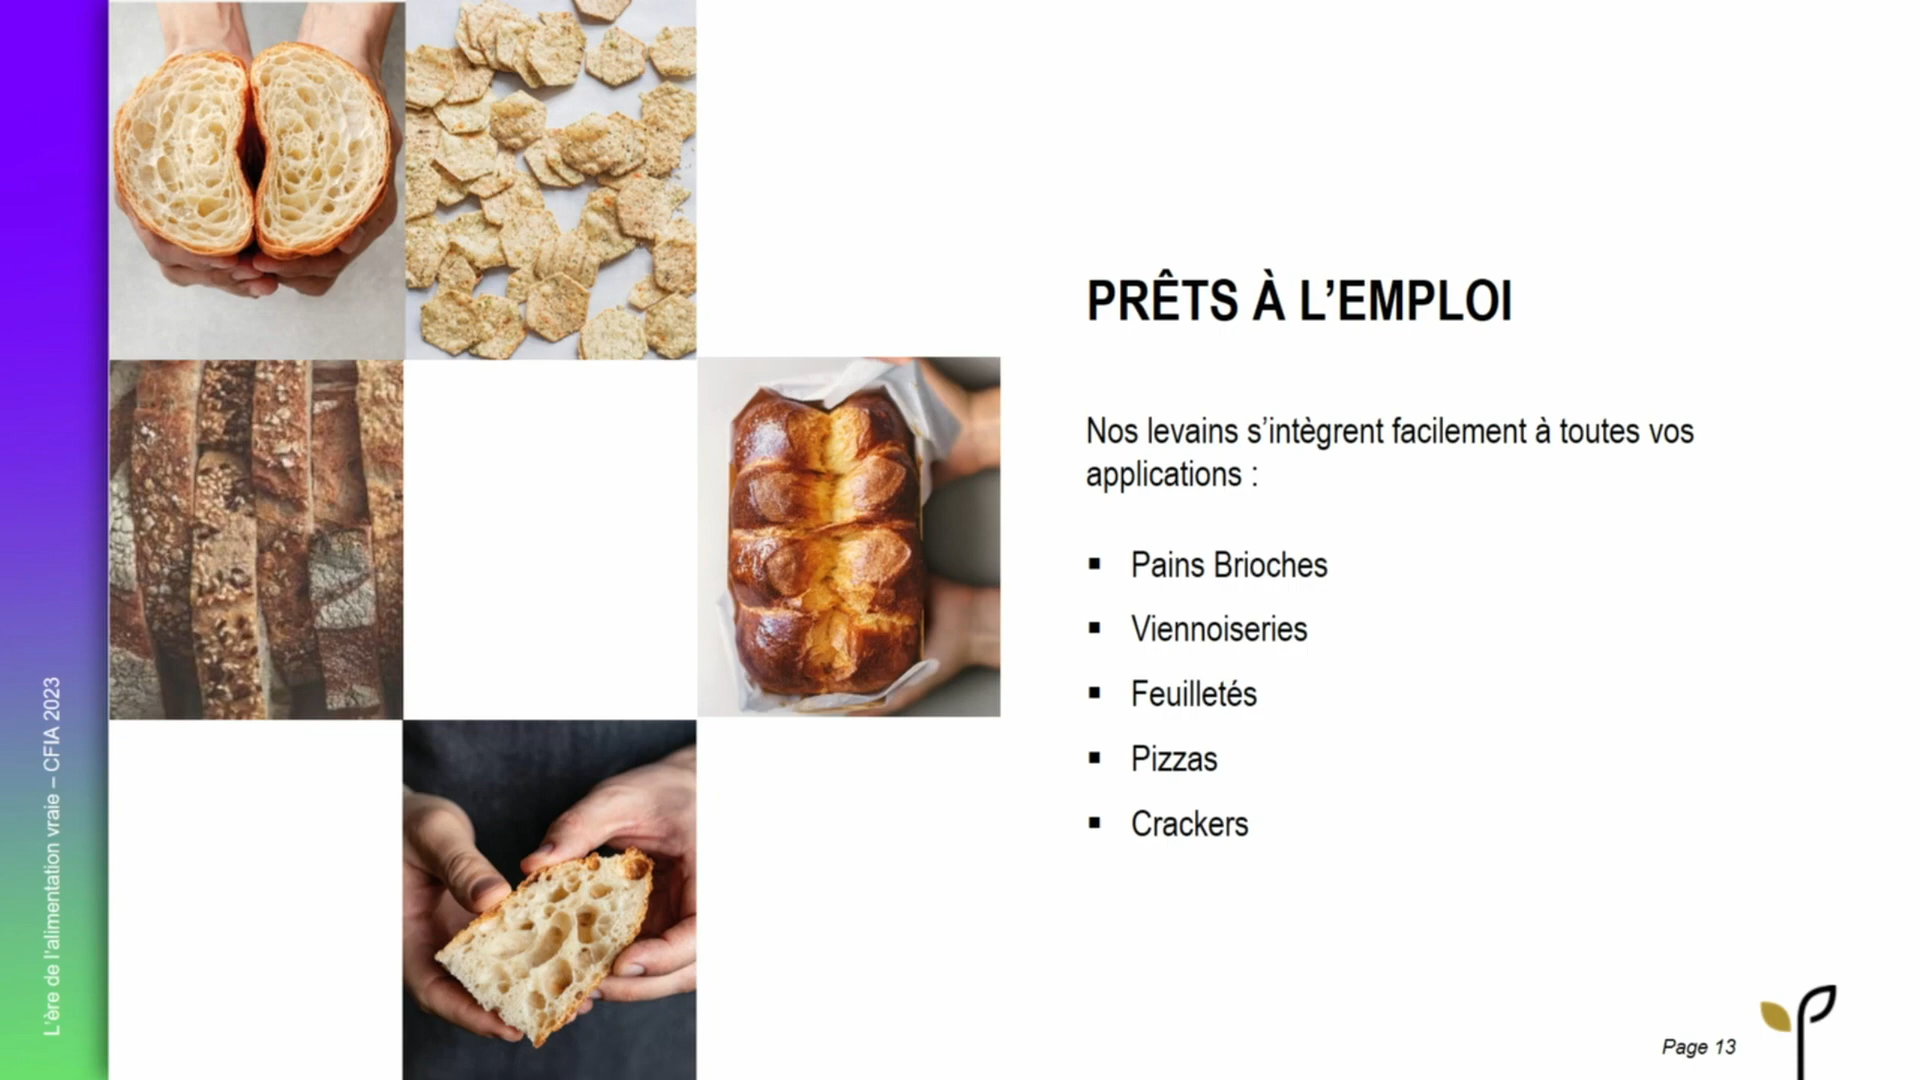 PRÊTS À L’EMPLOI
Nos levains s’intègrent facilement à toutes vos
applications :
▪ Pains Brioches
▪ Viennoiseries
▪ Feuilletés
▪ Pizzas
▪ Crackers
L’ère de l’alimentation vraie – CFIA 2023
Page 13